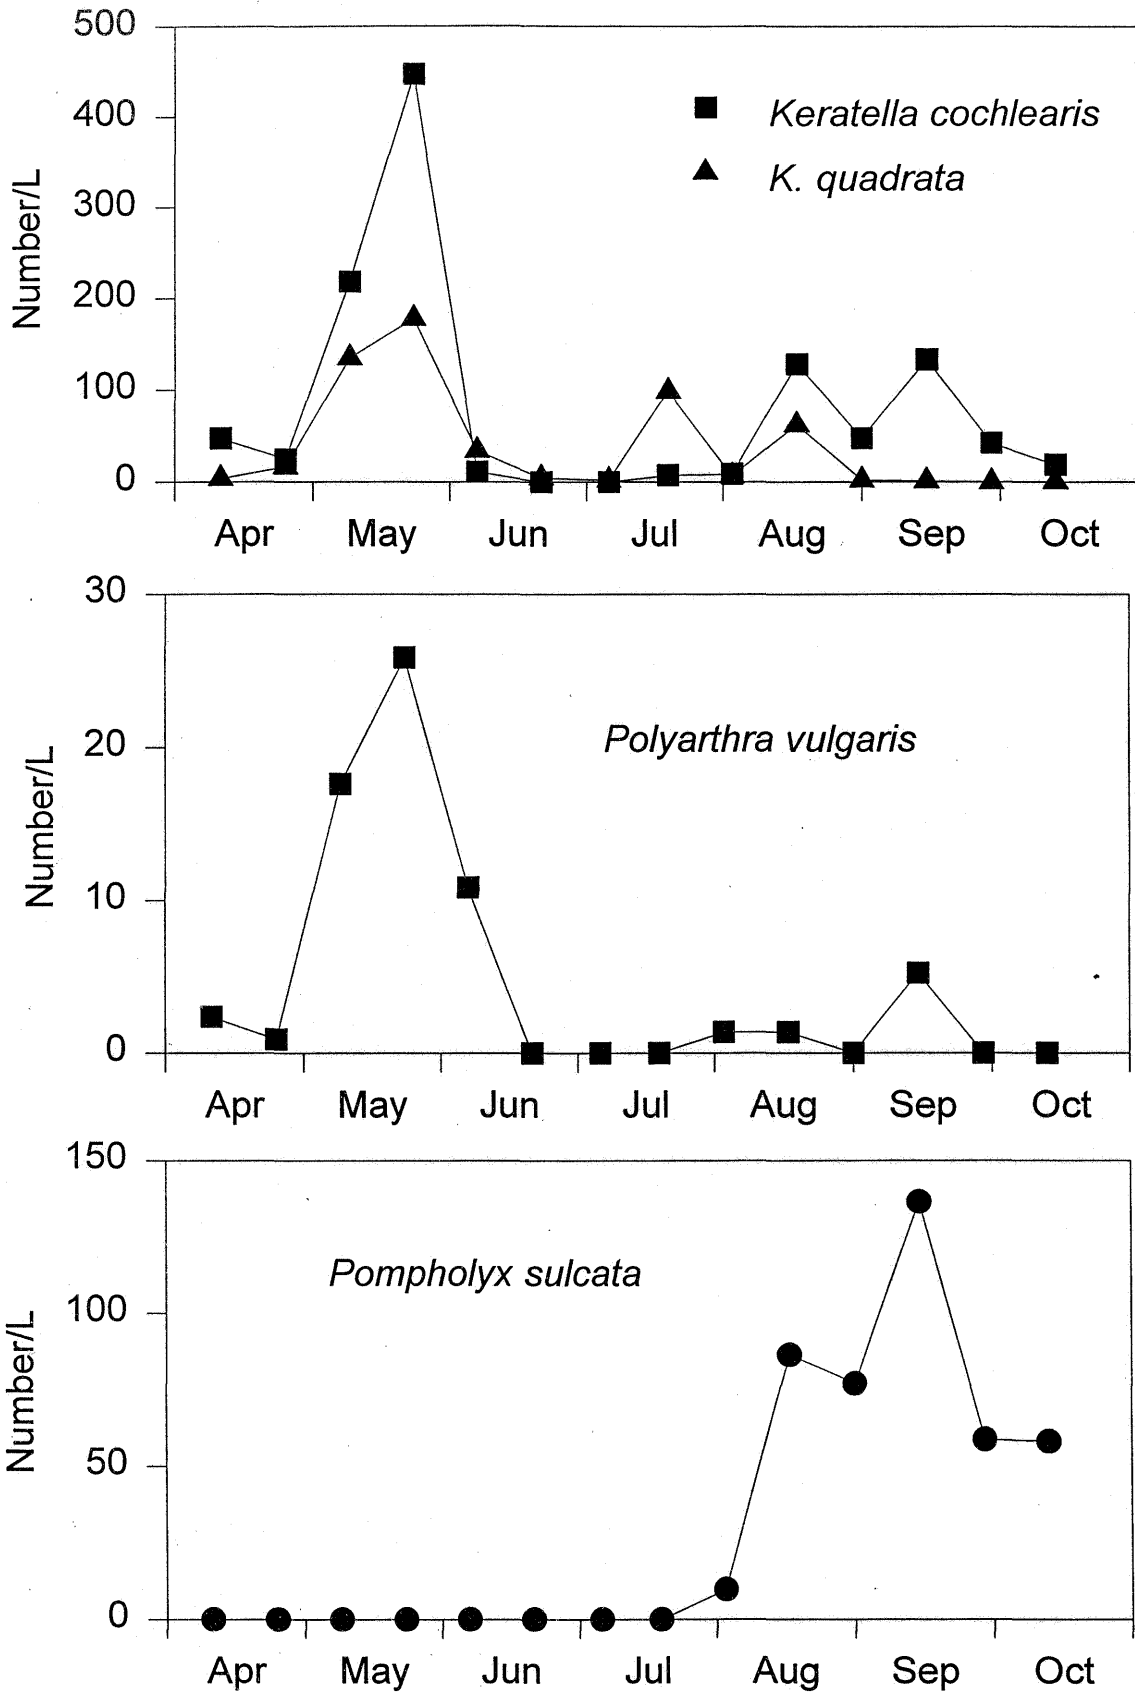 500
400
300
200
100
0
Number/L
Keratella cochlearis
K. quadrata
Apr May Jun Jul Aug Sep Oct
30
20
10
0
Number/L
Polyarthra vulgaris
Apr May Jun Jul Aug Sep Oct
150
100
50
0
Number/L
Pompholyx sulcata
Apr May Jun Jul Aug Sep Oct